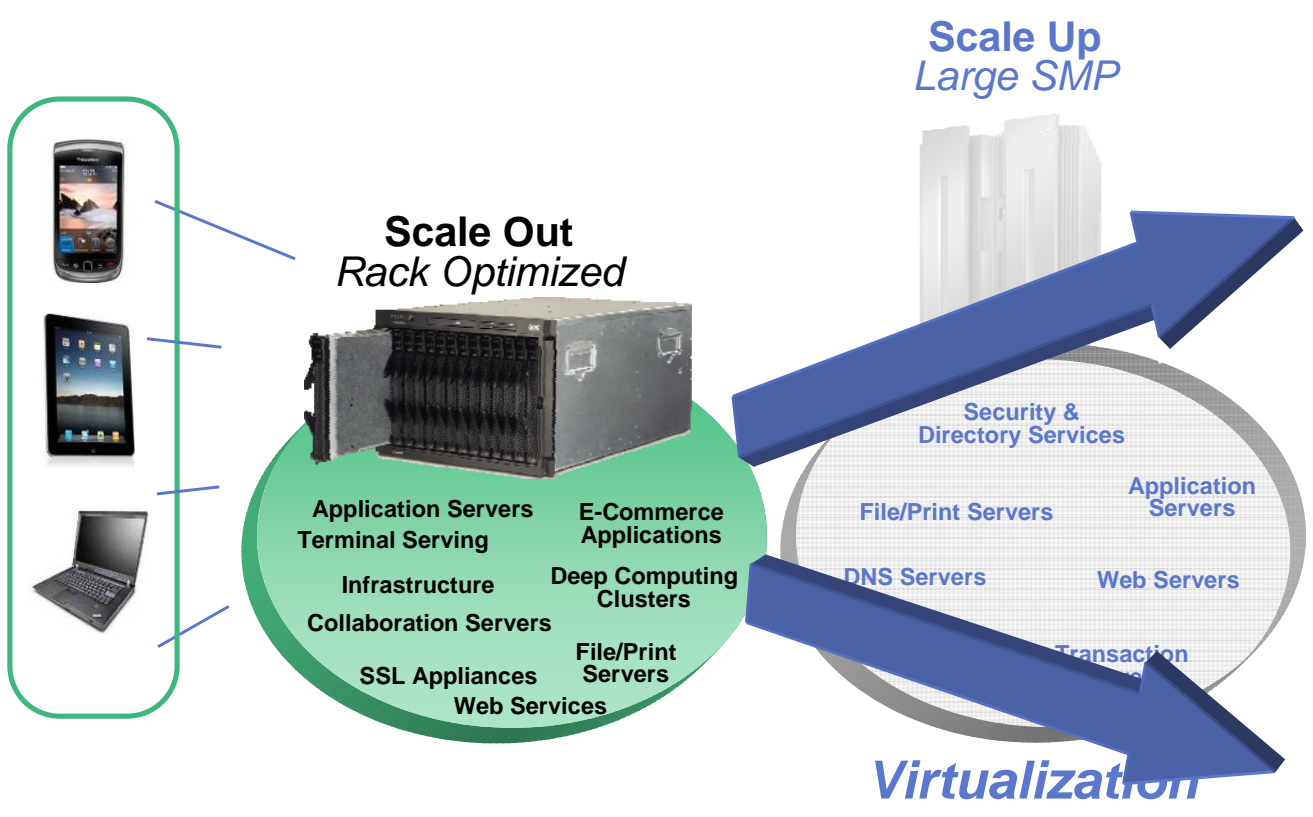 Scale Up
Large SMP
Scale Out
Rack Optimized
Application Servers
Terminal Serving
E-Commerce
Applications
Infrastructure
Deep Computing
Clusters
Collaboration Servers
File/Print
Servers
SSL Appliances
Web Services
Security &
Directory Services
File/Print Servers
Application
Servers
DNS Servers
Web Servers
Transaction
Virtualization